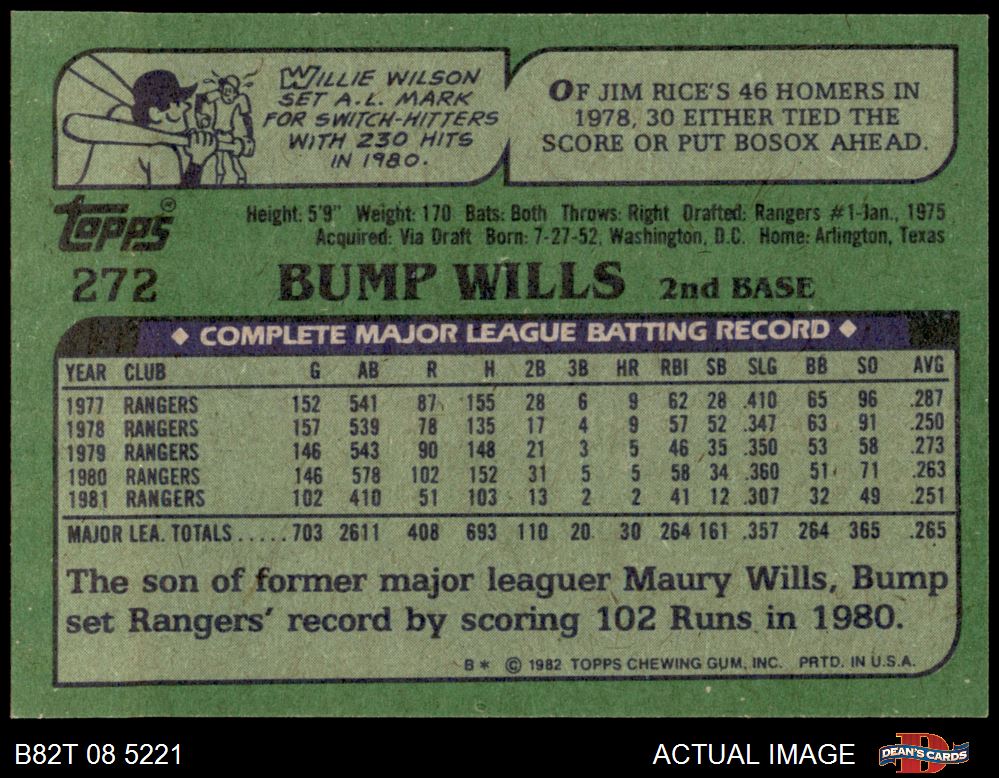 WILLIE WILSON
SET A.L. MARK
FOR SWITCH-HITTERS
WITH 230 HITS
IN 1980.
OF JIM RICE'S 46 HOMERS IN
1978, 30 EITHER TIED THE
SCORE OR PUT BOSOX AHEAD.
topps®
Height: 5'9" Weight: 170 Bats: Both Throws: Right Drafted: Rangers #1-Jan., 1975
Acquired: Via Draft Born: 7-27-52, Washington, D.C. Home: Arlington, Texas
272 BUMP WILLS 2nd BASE
◆ COMPLETE MAJOR LEAGUE BATTING RECORD ◆
YEAR CLUB G AB R H 2B 3B HR RBI SB SLG BB SO AVG
1977 RANGERS 152 541 87 155 28 6 9 62 28 .410 65 96 .287
1978 RANGERS 157 539 78 135 17 4 9 57 52 .347 63 91 .250
1979 RANGERS 146 543 90 148 21 3 5 46 35 .350 53 58 .273
1980 RANGERS 146 578 102 152 31 5 5 58 34 .360 51 71 .263
1981 RANGERS 102 410 51 103 13 2 2 41 12 .307 32 49 .251
MAJOR LEA. TOTALS.....703 2611 408 693 110 20 30 264 161 .357 264 365 .265
The son of former major leaguer Maury Wills, Bump
set Rangers' record by scoring 102 Runs in 1980.
B* © 1982 TOPPS CHEWING GUM, INC. PRTD. IN U.S.A.
B82T 08 5221 ACTUAL IMAGE D DEAN'S CARDS